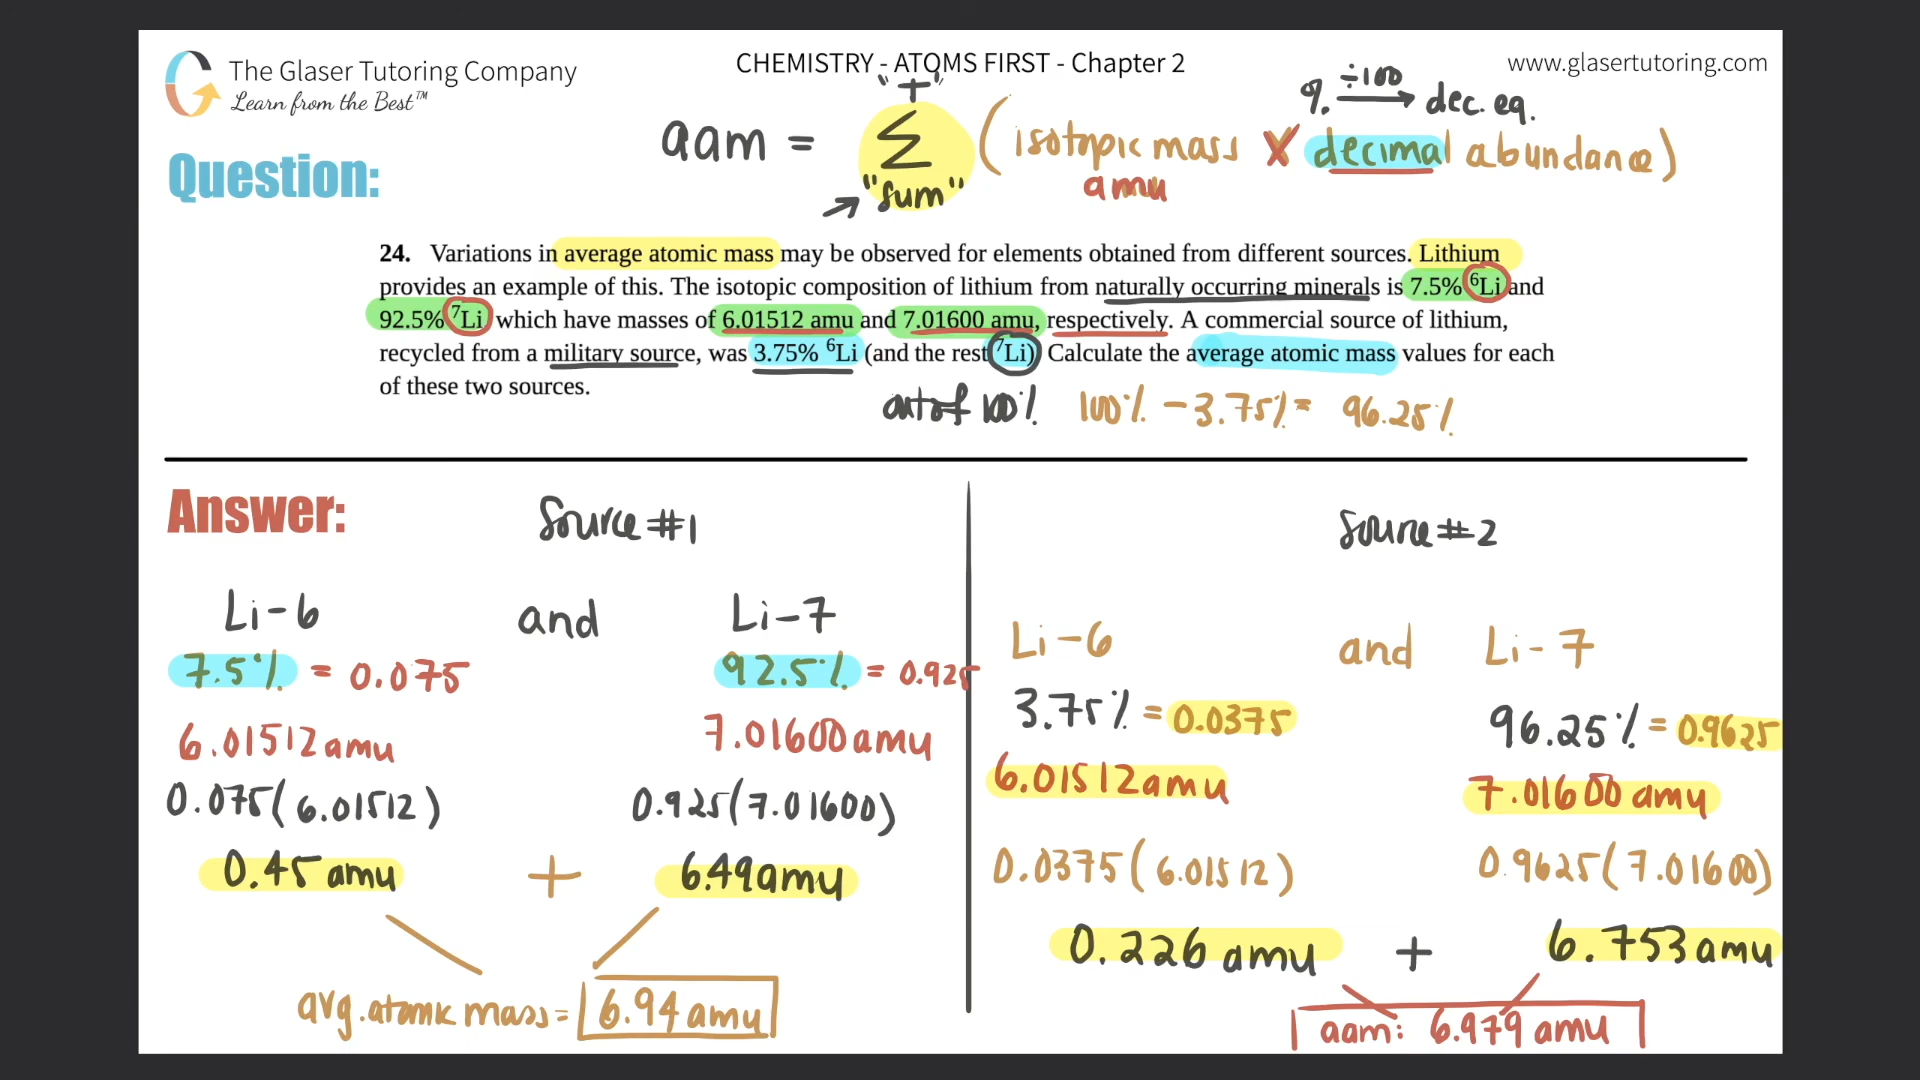 The Glaser Tutoring Company
Learn from the Best™
CHEMISTRY - ATOMS FIRST - Chapter 2
www.glasertutoring.com
Question:
"+"
%. ÷100 dec. eq.
aam = Σ ( isotopic mass X decimal abundance )
"sum" amu
24. Variations in average atomic mass may be observed for elements obtained from different sources. Lithium
provides an example of this. The isotopic composition of lithium from naturally occurring minerals is 7.5% ⁶Li and
92.5% ⁷Li, which have masses of 6.01512 amu and 7.01600 amu, respectively. A commercial source of lithium,
recycled from a military source, was 3.75% ⁶Li (and the rest ⁷Li). Calculate the average atomic mass values for each
of these two sources.
out of 100% 100% - 3.75% = 96.25%
Answer:
Source #1
Li-6 and Li-7
7.5% = 0.075 92.5% = 0.925
6.01512 amu 7.01600 amu
0.075(6.01512) 0.925(7.01600)
0.45 amu + 6.49 amu
avg. atomic mass = 6.94 amu
Source #2
Li-6 and Li-7
3.75% = 0.0375 96.25% = 0.9625
6.01512 amu 7.01600 amu
0.0375(6.01512) 0.9625(7.01600)
0.226 amu + 6.753 amu
aam: 6.979 amu